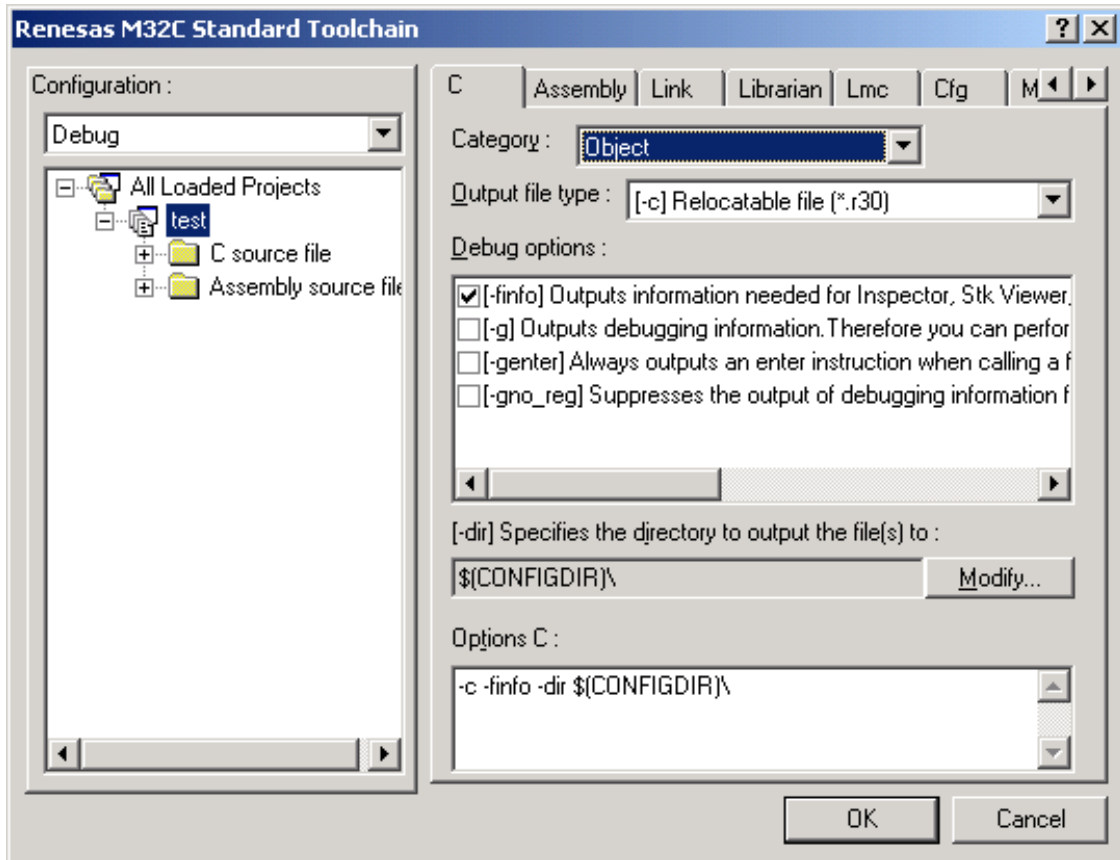 Renesas M32C Standard Toolchain
Configuration :
Debug
All Loaded Projects
test
C source file
Assembly source file
C Assembly Link Librarian Lmc Cfg M
Category : Object
Output file type : [-c] Relocatable file (*.r30)
Debug options :
[-finfo] Outputs information needed for Inspector, Stk Viewer,
[-g] Outputs debugging information.Therefore you can perfor
[-genter] Always outputs an enter instruction when calling a f
[-gno_reg] Suppresses the output of debugging information f
[-dir] Specifies the directory to output the file(s) to :
$(CONFIGDIR)\ Modify...
Options C :
-c -finfo -dir $(CONFIGDIR)\
OK Cancel